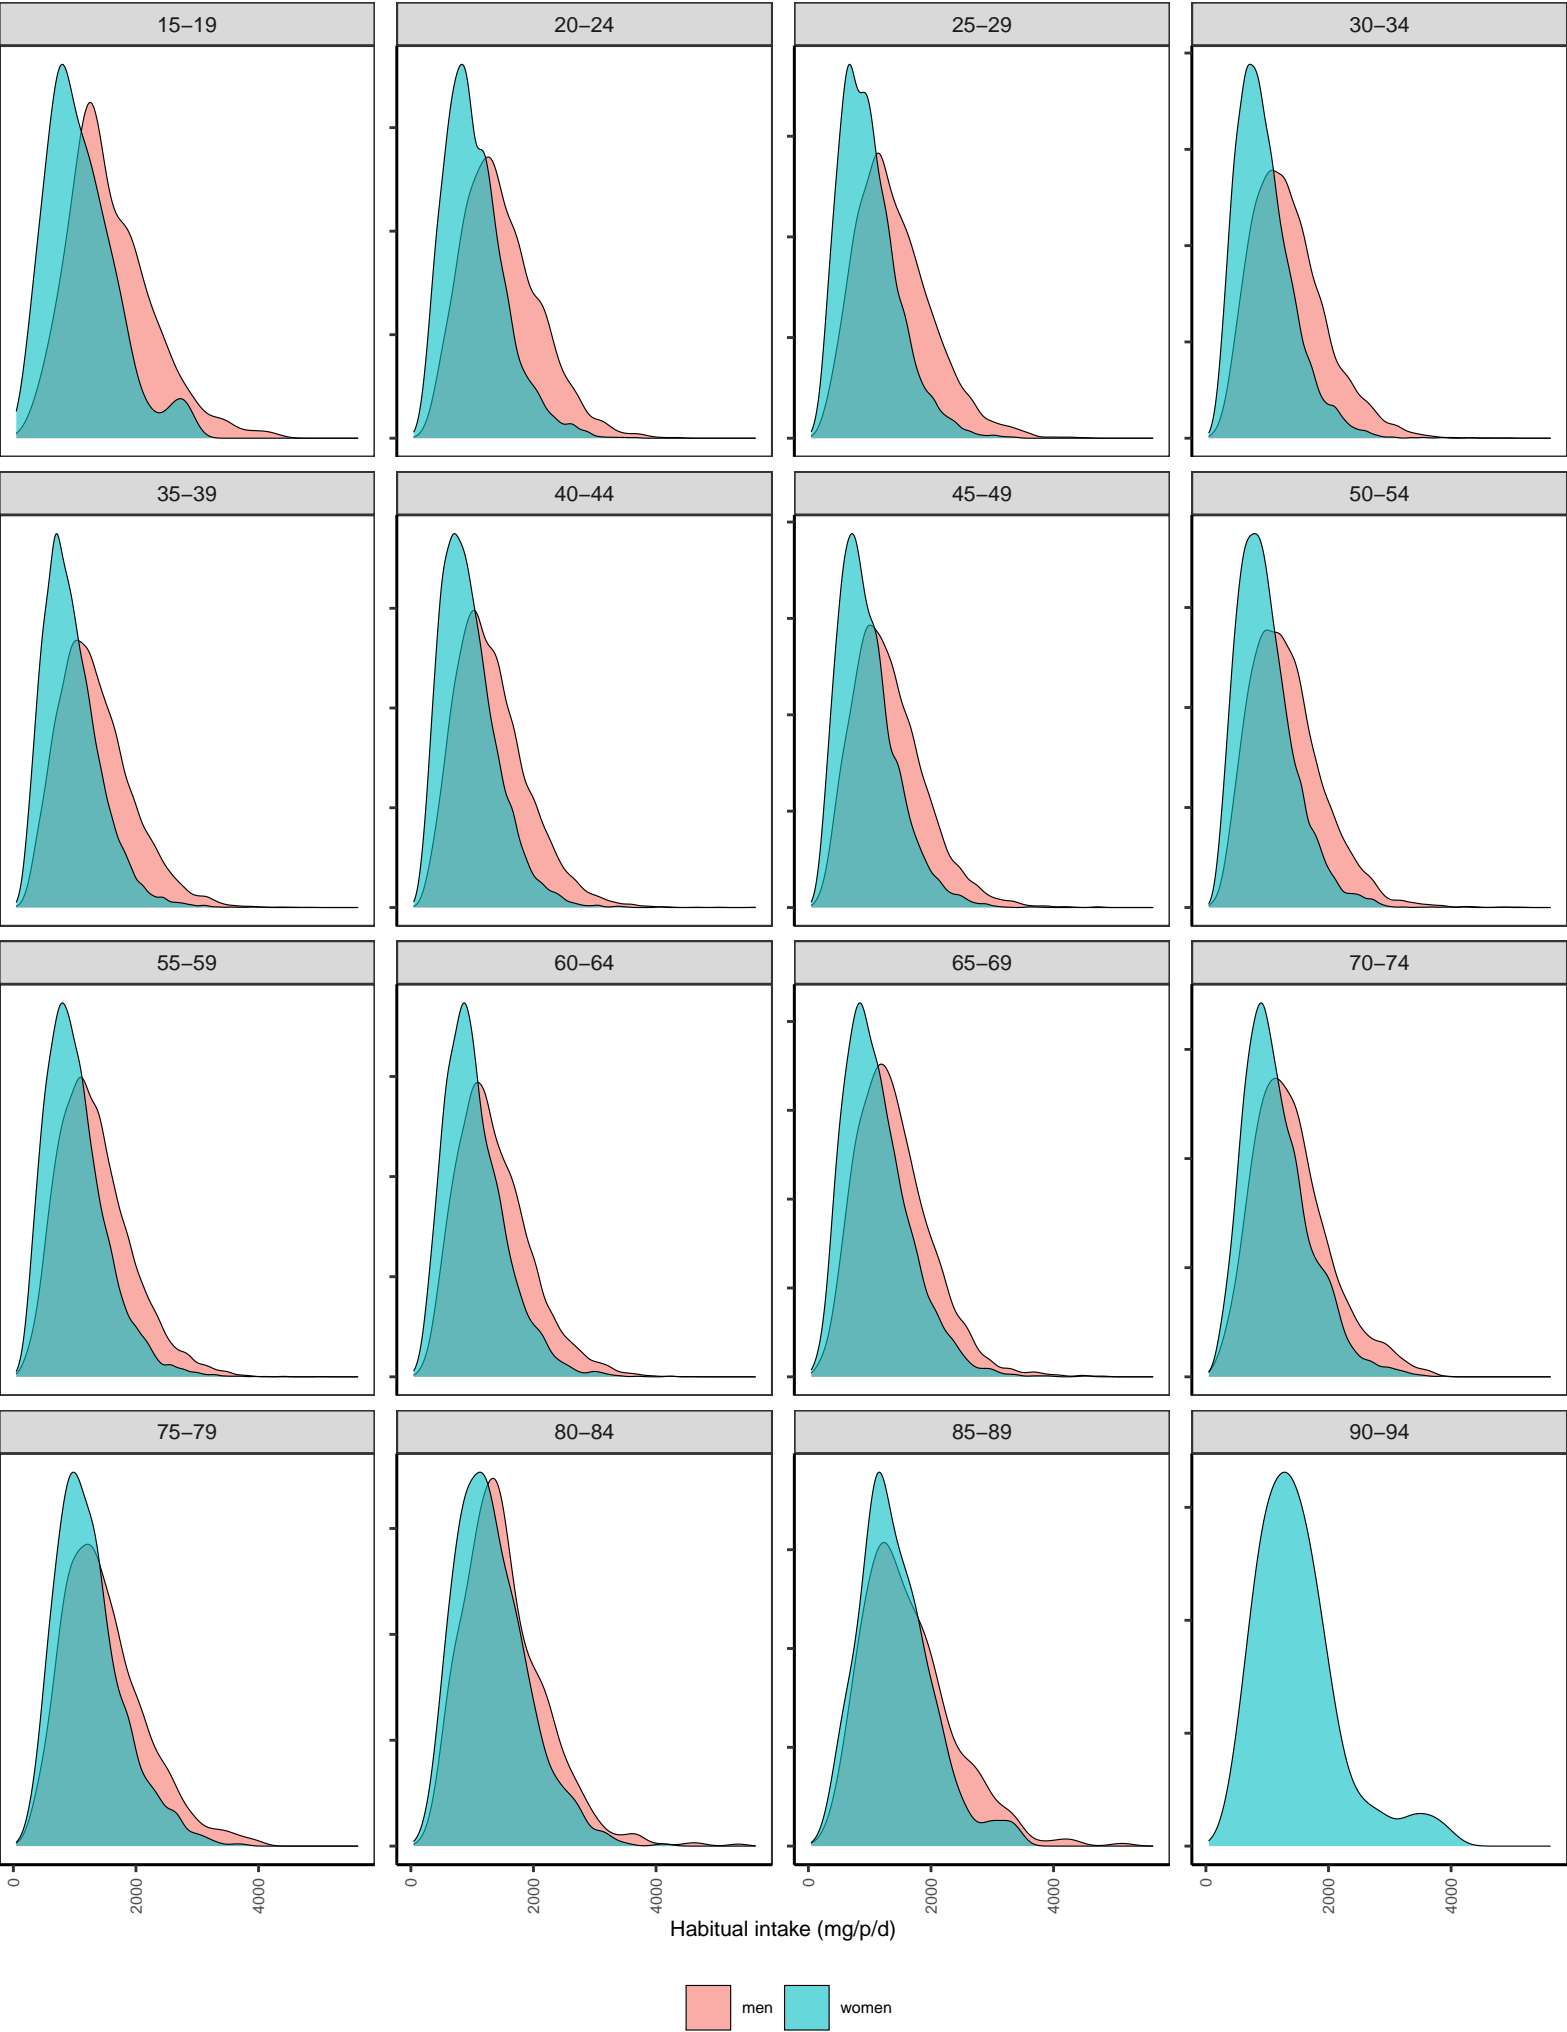 15–19 20–24 25–29 30–34
35–39 40–44 45–49 50–54
55–59 60–64 65–69 70–74
75–79 80–84 85–89 90–94
0 2000 4000 0 2000 4000 0 2000 4000 0 2000 4000
Habitual intake (mg/p/d)
men women